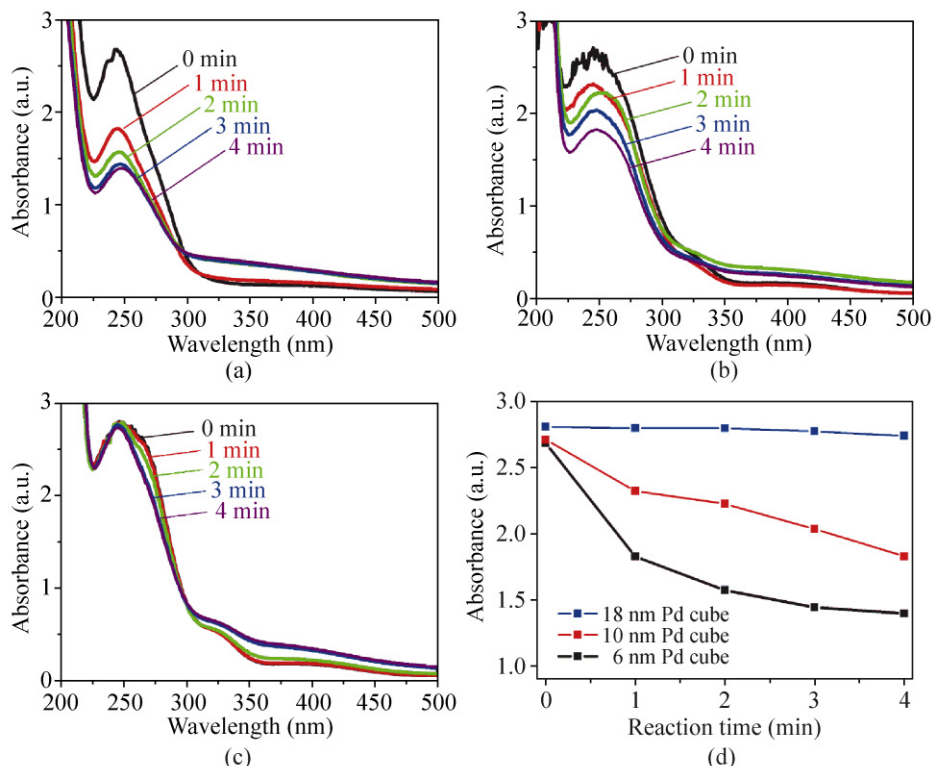 3
2
1
0
200 250 300 350 400 450 500
Absorbance (a.u.)
0 min
1 min
2 min
3 min
4 min
Wavelength (nm)
(a)
3
2
1
0
200 250 300 350 400 450 500
Absorbance (a.u.)
0 min
1 min
2 min
3 min
4 min
Wavelength (nm)
(b)
3
2
1
0
200 250 300 350 400 450 500
Absorbance (a.u.)
0 min
1 min
2 min
3 min
4 min
Wavelength (nm)
(c)
3.0
2.5
2.0
1.5
1.0
Absorbance (a.u.)
18 nm Pd cube
10 nm Pd cube
6 nm Pd cube
0 1 2 3 4
Reaction time (min)
(d)